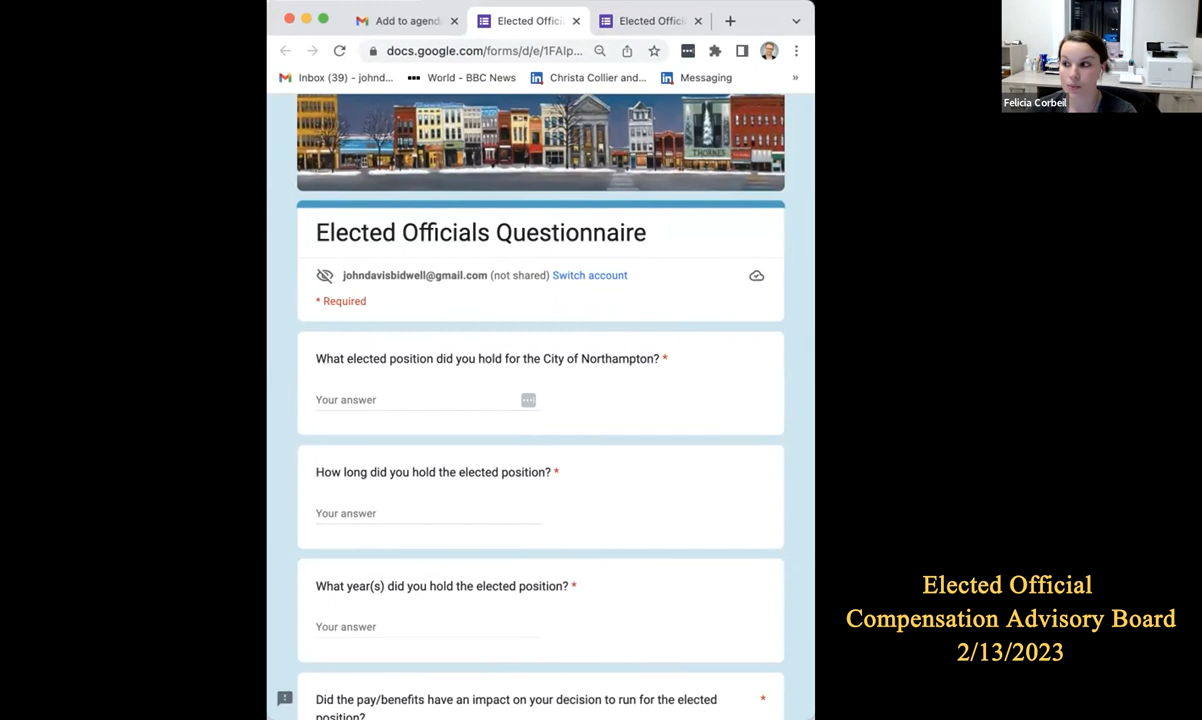 Add to agend
Elected Offici
Elected Offici
docs.google.com/forms/d/e/1FAIp...
Inbox (39) - johnd...
World - BBC News
Christa Collier and...
Messaging
»
THORNES
Elected Officials Questionnaire
johndavisbidwell@gmail.com (not shared) Switch account
* Required
What elected position did you hold for the City of Northampton? *
Your answer
How long did you hold the elected position? *
Your answer
What year(s) did you hold the elected position? *
Your answer
Did the pay/benefits have an impact on your decision to run for the elected *
position?
Felicia Corbeil
Elected Official
Compensation Advisory Board
2/13/2023